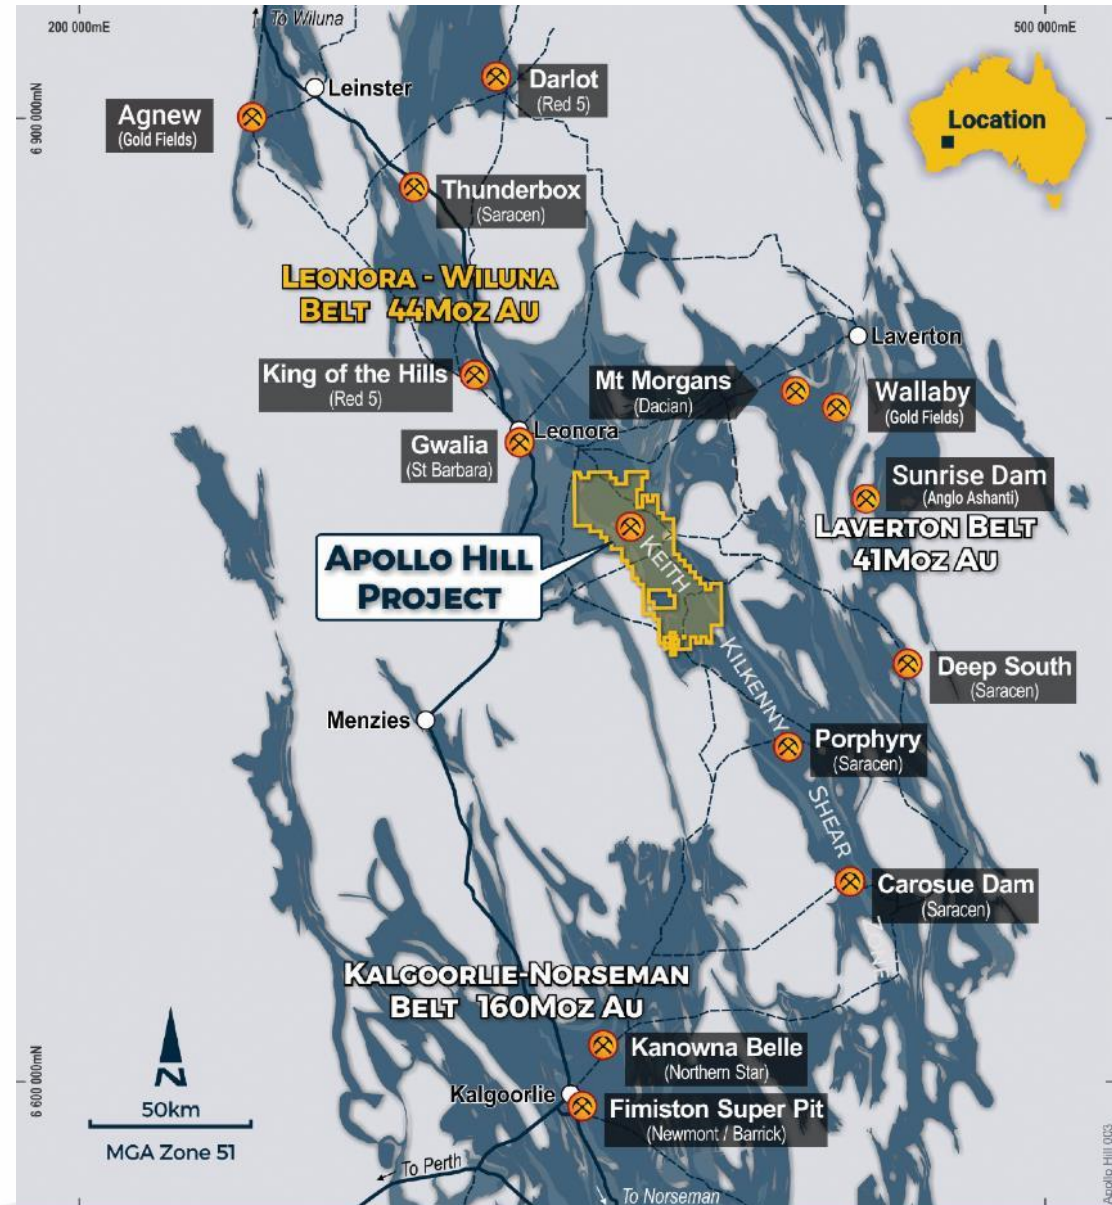 200 000mE
To Wiluna
500 000mE
6 900 000mN
Leinster
Darlot
(Red 5)
Agnew
(Gold Fields)
Location
Thunderbox
(Saracen)
LEONORA - WILUNA
BELT 44MOZ AU
Laverton
King of the Hills
(Red 5)
Mt Morgans
(Dacian)
Wallaby
(Gold Fields)
Leonora
Gwalia
(St Barbara)
Sunrise Dam
(Anglo Ashanti)
LAVERTON BELT
41MOZ AU
APOLLO HILL
PROJECT
KEITH
KILKENNY
SHEAR
ZONE
Deep South
(Saracen)
Menzies
Porphyry
(Saracen)
Carosue Dam
(Saracen)
KALGOORLIE-NORSEMAN
BELT 160MOZ AU
Kanowna Belle
(Northern Star)
6 600 000mN
N
50km
MGA Zone 51
Kalgoorlie
Fimiston Super Pit
(Newmont / Barrick)
To Perth
To Norseman
Apollo Hill 003